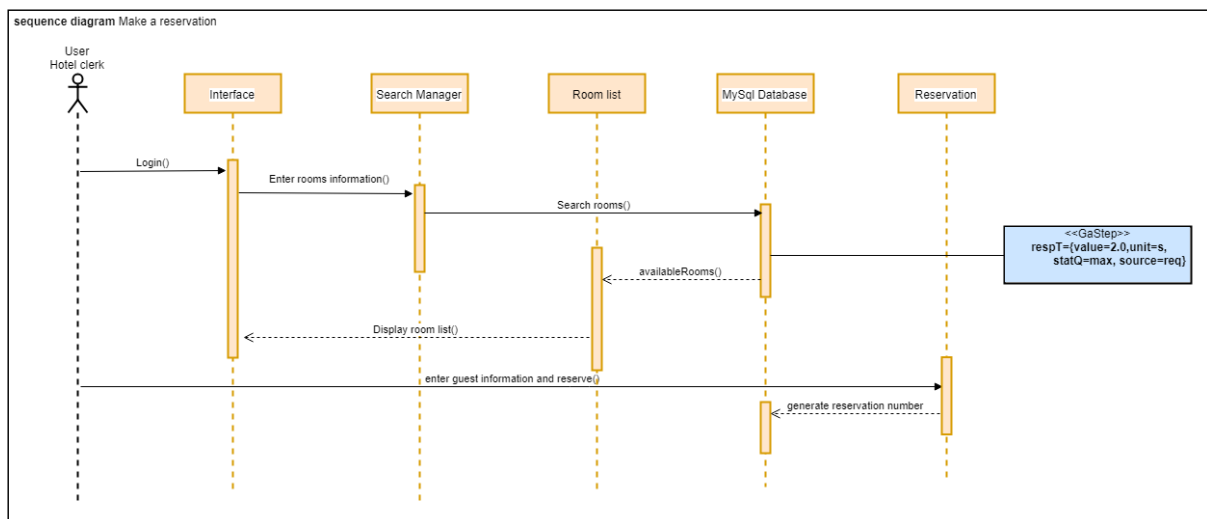 sequence diagram Make a reservation
User
Hotel clerk
Interface
Search Manager
Room list
MySql Database
Reservation
Login()
Enter rooms information()
Search rooms()
<<GaStep>>
respT={value=2.0,unit=s,
statQ=max, source=req}
availableRooms()
Display room list()
enter guest information and reserve()
generate reservation number